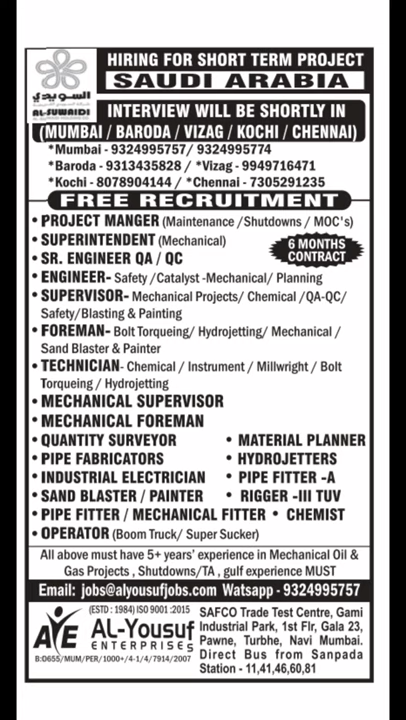 HIRING FOR SHORT TERM PROJECT
SAUDI ARABIA
السويدي
AL-SUWAIDI
INTERVIEW WILL BE SHORTLY IN
(MUMBAI / BARODA / VIZAG / KOCHI / CHENNAI)
*Mumbai - 9324995757/ 9324995774
*Baroda - 9313435828 / *Vizag - 9949716471
*Kochi - 8078904144 / *Chennai - 7305291235
FREE RECRUITMENT
• PROJECT MANGER (Maintenance /Shutdowns / MOC's)
• SUPERINTENDENT (Mechanical)
• SR. ENGINEER QA / QC
6 MONTHS
CONTRACT
• ENGINEER- Safety /Catalyst -Mechanical/ Planning
• SUPERVISOR- Mechanical Projects/ Chemical /QA-QC/
Safety/Blasting & Painting
• FOREMAN- Bolt Torqueing/ Hydrojetting/ Mechanical /
Sand Blaster & Painter
• TECHNICIAN- Chemical / Instrument / Millwright / Bolt
Torqueing / Hydrojetting
• MECHANICAL SUPERVISOR
• MECHANICAL FOREMAN
• QUANTITY SURVEYOR • MATERIAL PLANNER
• PIPE FABRICATORS • HYDROJETTERS
• INDUSTRIAL ELECTRICIAN • PIPE FITTER -A
• SAND BLASTER / PAINTER • RIGGER -III TUV
• PIPE FITTER / MECHANICAL FITTER • CHEMIST
• OPERATOR (Boom Truck/ Super Sucker)
All above must have 5+ years' experience in Mechanical Oil &
Gas Projects , Shutdowns/TA , gulf experience MUST
Email: jobs@alyousufjobs.com Watsapp - 9324995757
(ESTD : 1984) ISO 9001 :2015
AYE AL-Yousuf
ENTERPRISES
B:D655/MUM/PER/1000+/4-1/4/7914/2007
SAFCO Trade Test Centre, Gami
Industrial Park, 1st Flr, Gala 23,
Pawne, Turbhe, Navi Mumbai.
Direct Bus from Sanpada
Station - 11,41,46,60,81